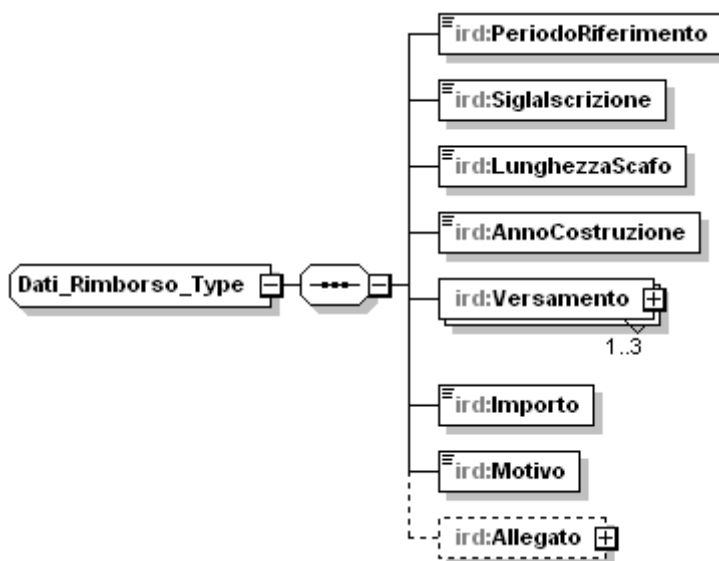 ird:PeriodoRiferimento
ird:SiglaIscrizione
ird:LunghezzaScafo
ird:AnnoCostruzione
Dati_Rimborso_Type
ird:Versamento
1..3
ird:Importo
ird:Motivo
ird:Allegato